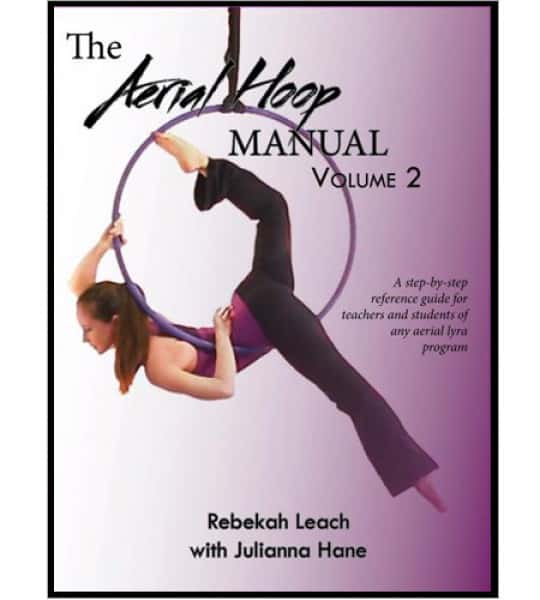 The
Aerial Hoop
MANUAL
VOLUME 2
A step-by-step
reference guide for
teachers and students of
any aerial lyra
program
Rebekah Leach
with Julianna Hane